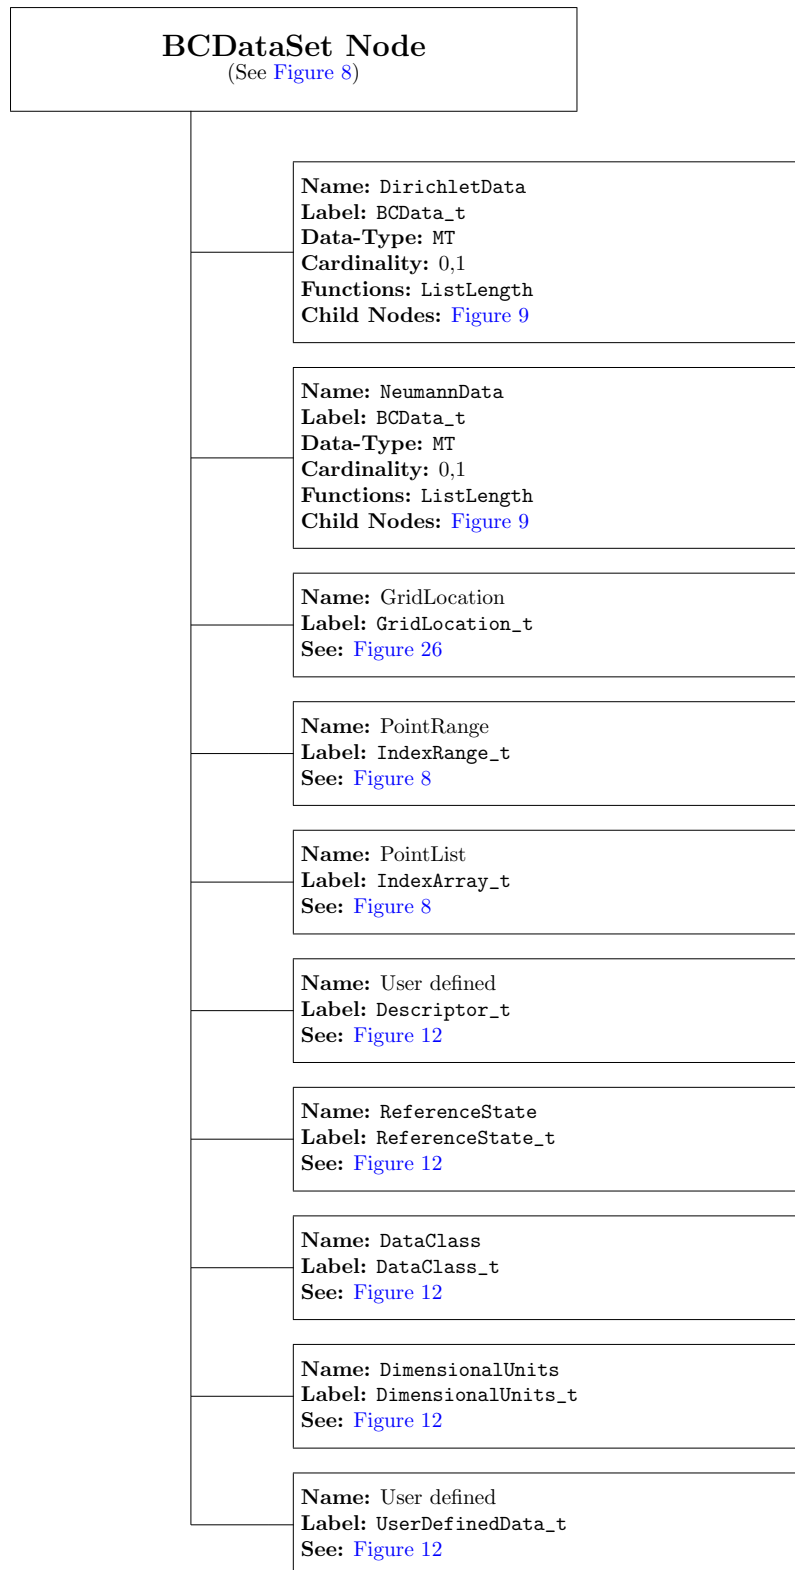 BCDataSet Node
(See Figure 8)
Name: DirichletData
Label: BCData_t
Data-Type: MT
Cardinality: 0,1
Functions: ListLength
Child Nodes: Figure 9
Name: NeumannData
Label: BCData_t
Data-Type: MT
Cardinality: 0,1
Functions: ListLength
Child Nodes: Figure 9
Name: GridLocation
Label: GridLocation_t
See: Figure 26
Name: PointRange
Label: IndexRange_t
See: Figure 8
Name: PointList
Label: IndexArray_t
See: Figure 8
Name: User defined
Label: Descriptor_t
See: Figure 12
Name: ReferenceState
Label: ReferenceState_t
See: Figure 12
Name: DataClass
Label: DataClass_t
See: Figure 12
Name: DimensionalUnits
Label: DimensionalUnits_t
See: Figure 12
Name: User defined
Label: UserDefinedData_t
See: Figure 12